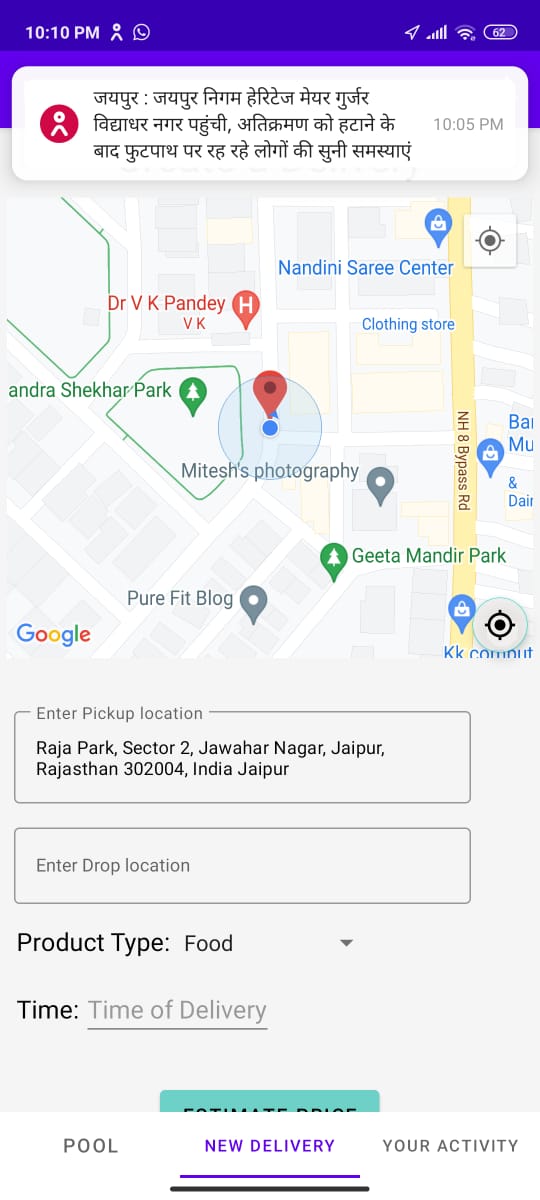 10:10 PM
62
जयपुर : जयपुर निगम हेरिटेज मेयर गुर्जर
विद्याधर नगर पहुंची, अतिक्रमण को हटाने के
बाद फुटपाथ पर रह रहे लोगों की सुनी समस्याएं
10:05 PM
Nandini Saree Center
Dr V K Pandey
V K
H
Clothing store
andra Shekhar Park
NH 8 Bypass Rd
Bar
Mu
&
Dair
Mitesh's photography
Geeta Mandir Park
Pure Fit Blog
Google
Kk comput
Enter Pickup location
Raja Park, Sector 2, Jawahar Nagar, Jaipur,
Rajasthan 302004, India Jaipur
Enter Drop location
Product Type: Food
Time: Time of Delivery
ESTIMATE PRICE
POOL
NEW DELIVERY
YOUR ACTIVITY